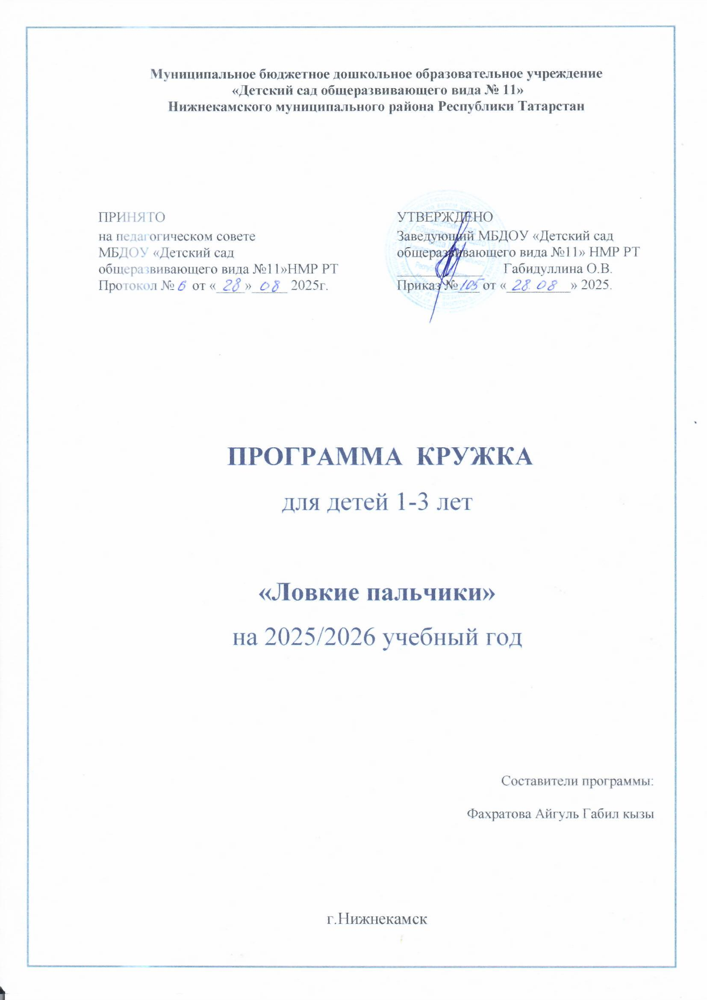 Муниципальное бюджетное дошкольное образовательное учреждение
«Детский сад общеразвивающего вида № 11»
Нижнекамского муниципального района Республики Татарстан
ПРИНЯТО
на педагогическом совете
МБДОУ «Детский сад
общеразвивающего вида №11»НМР РТ
Протокол № 6 от «28» 08 2025г.
УТВЕРЖДЕНО
Заведующий МБДОУ «Детский сад
общеразвивающего вида №11» НМР РТ
Габидуллина О.В.
Приказ №105 от «28.08» 2025.
ПРОГРАММА КРУЖКА
для детей 1-3 лет
«Ловкие пальчики»
на 2025/2026 учебный год
Составители программы:
Фахратова Айгуль Габил кызы
г.Нижнекамск